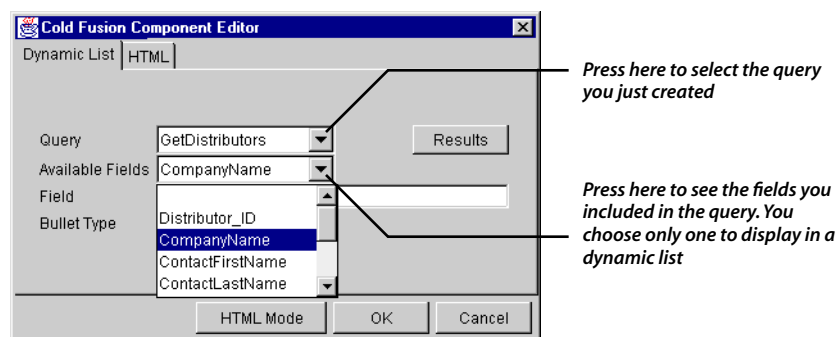 Cold Fusion Component Editor
Dynamic List HTML
Press here to select the query
you just created
Query GetDistributors Results
Available Fields CompanyName
Field
Bullet Type
Distributor_ID
CompanyName
ContactFirstName
ContactLastName
Press here to see the fields you
included in the query. You
choose only one to display in a
dynamic list
HTML Mode OK Cancel